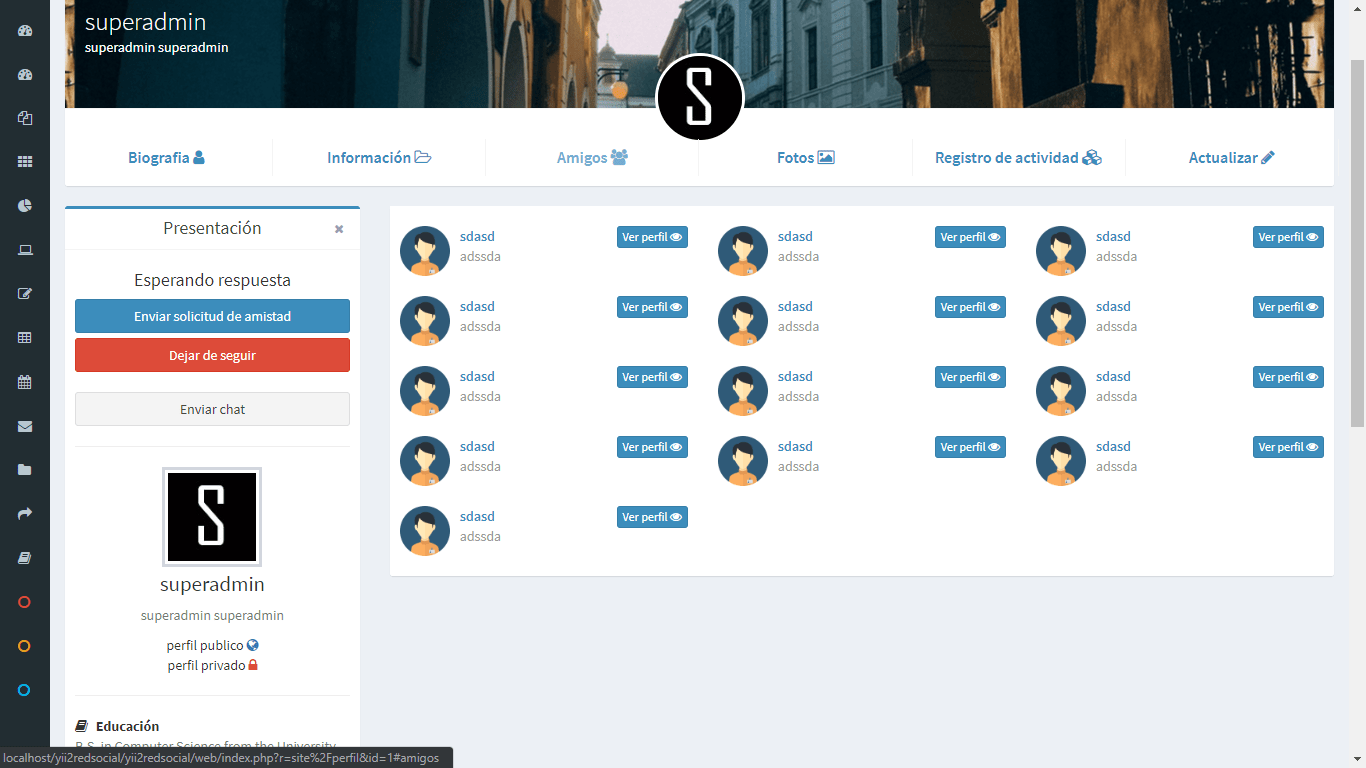 superadmin
superadmin superadmin
S
Biografia
Información
Amigos
Fotos
Registro de actividad
Actualizar
Presentación
Esperando respuesta
Enviar solicitud de amistad
Dejar de seguir
Enviar chat
S
superadmin
superadmin superadmin
perfil publico
perfil privado
Educación
B.S. in Computer Science from the University
sdasd
adssda
Ver perfil
sdasd
adssda
Ver perfil
sdasd
adssda
Ver perfil
sdasd
adssda
Ver perfil
sdasd
adssda
Ver perfil
sdasd
adssda
Ver perfil
sdasd
adssda
Ver perfil
sdasd
adssda
Ver perfil
sdasd
adssda
Ver perfil
sdasd
adssda
Ver perfil
sdasd
adssda
Ver perfil
sdasd
adssda
Ver perfil
sdasd
adssda
Ver perfil
localhost/yii2redsocial/yii2redsocial/web/index.php?r=site%2Fperfil&id=1#amigos